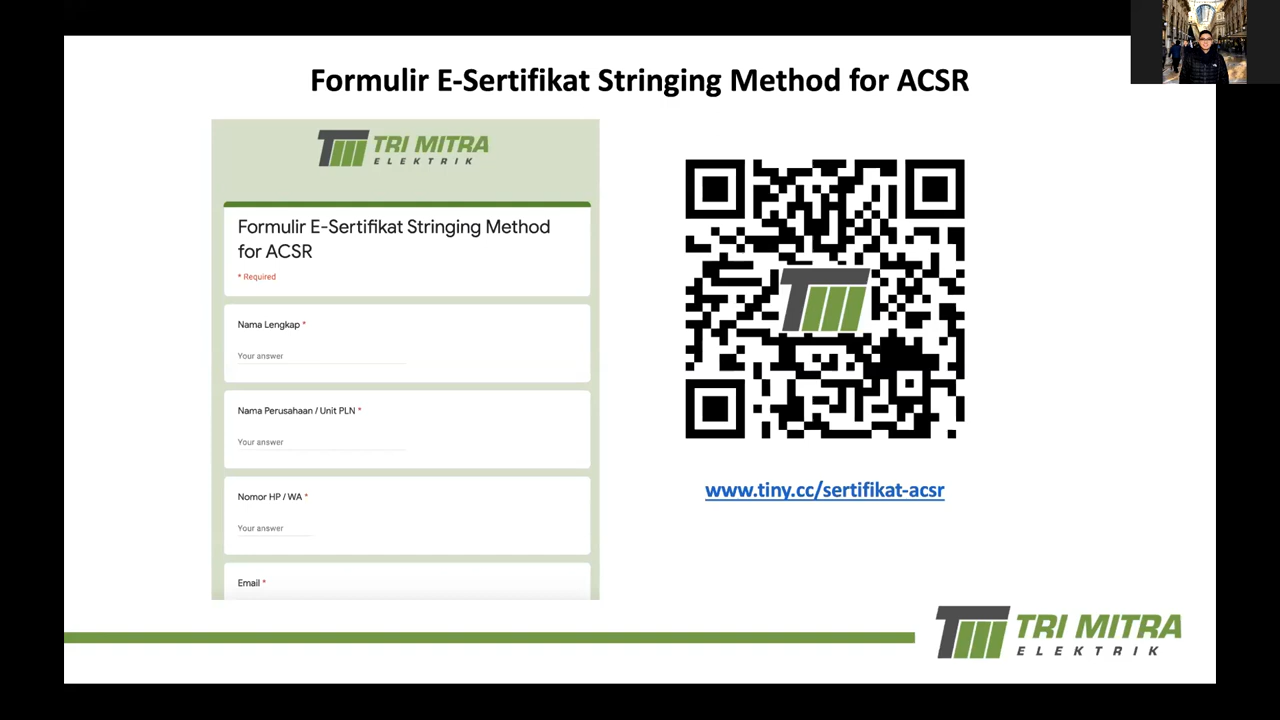 Formulir E-Sertifikat Stringing Method for ACSR
TRI MITRA
ELEKTRIK
Formulir E-Sertifikat Stringing Method
for ACSR
* Required
Nama Lengkap *
Your answer
Nama Perusahaan / Unit PLN *
Your answer
Nomor HP / WA *
Your answer
Email *
www.tiny.cc/sertifikat-acsr
TRI MITRA
ELEKTRIK